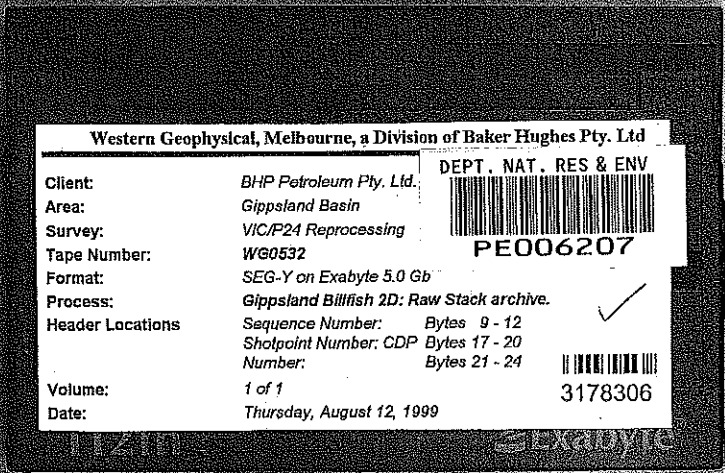 Western Geophysical, Melbourne, a Division of Baker Hughes Pty. Ltd
DEPT. NAT. RES & ENV
PE006207
Client: BHP Petroleum Pty. Ltd.
Area: Gippsland Basin
Survey: VIC/P24 Reprocessing
Tape Number: WG0532
Format: SEG-Y on Exabyte 5.0 Gb
Process: Gippsland Billfish 2D: Raw Stack archive.
Header Locations Sequence Number: Bytes 9 - 12
Shotpoint Number: CDP Bytes 17 - 20
Number: Bytes 21 - 24
Volume: 1 of 1
Date: Thursday, August 12, 1999
3178306
112m Exabyte